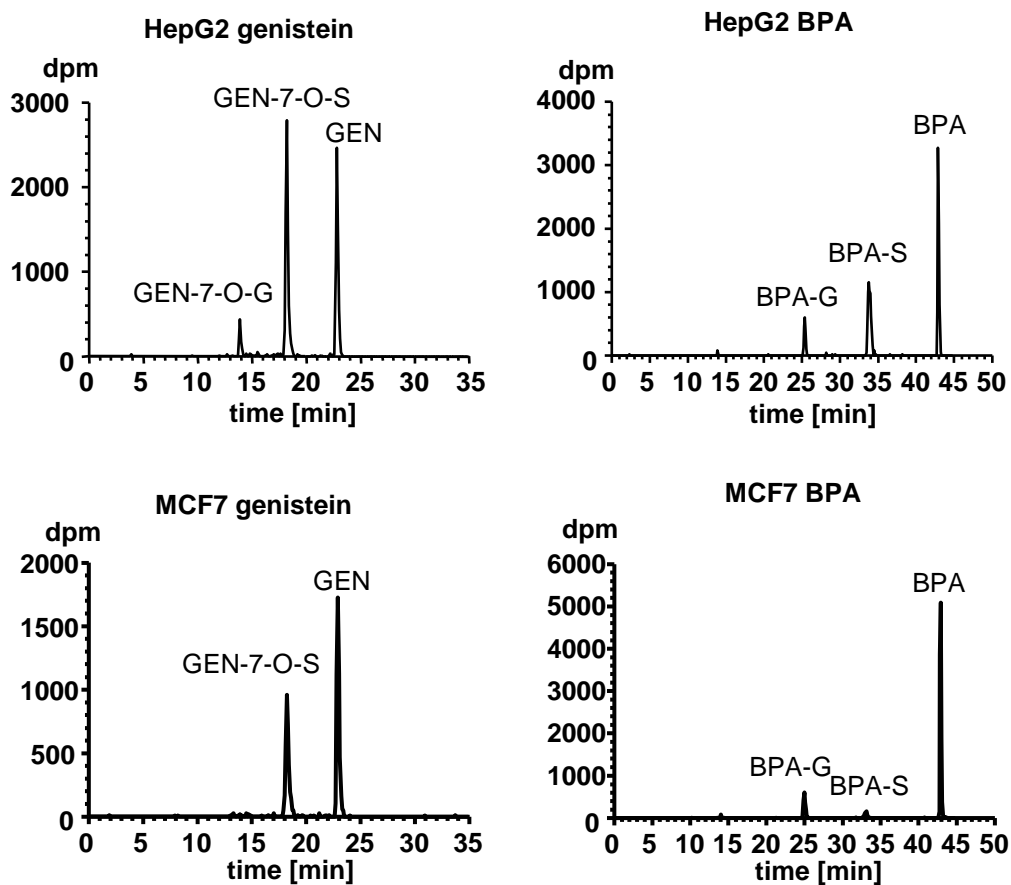 HepG2 genistein
dpm
3000
2000
1000
0
GEN-7-O-S
GEN
GEN-7-O-G
0 5 10 15 20 25 30 35
time [min]
HepG2 BPA
dpm
4000
3000
2000
1000
0
BPA
BPA-S
BPA-G
0 5 10 15 20 25 30 35 40 45 50
time [min]
MCF7 genistein
dpm
2000
1500
1000
500
0
GEN
GEN-7-O-S
0 5 10 15 20 25 30 35
time [min]
MCF7 BPA
dpm
6000
5000
4000
3000
2000
1000
0
BPA
BPA-G
BPA-S
0 5 10 15 20 25 30 35 40 45 50
time [min]